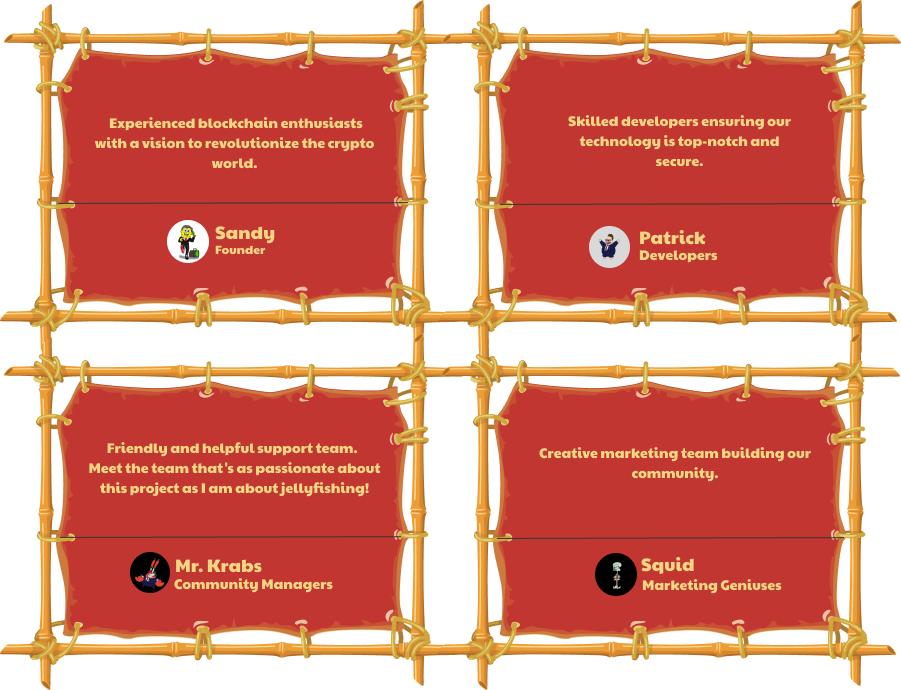 Experienced blockchain enthusiasts
with a vision to revolutionize the crypto
world.
Sandy
Founder
Skilled developers ensuring our
technology is top-notch and
secure.
Patrick
Developers
Friendly and helpful support team.
Meet the team that's as passionate about
this project as I am about jellyfishing!
Mr. Krabs
Community Managers
Creative marketing team building our
community.
Squid
Marketing Geniuses